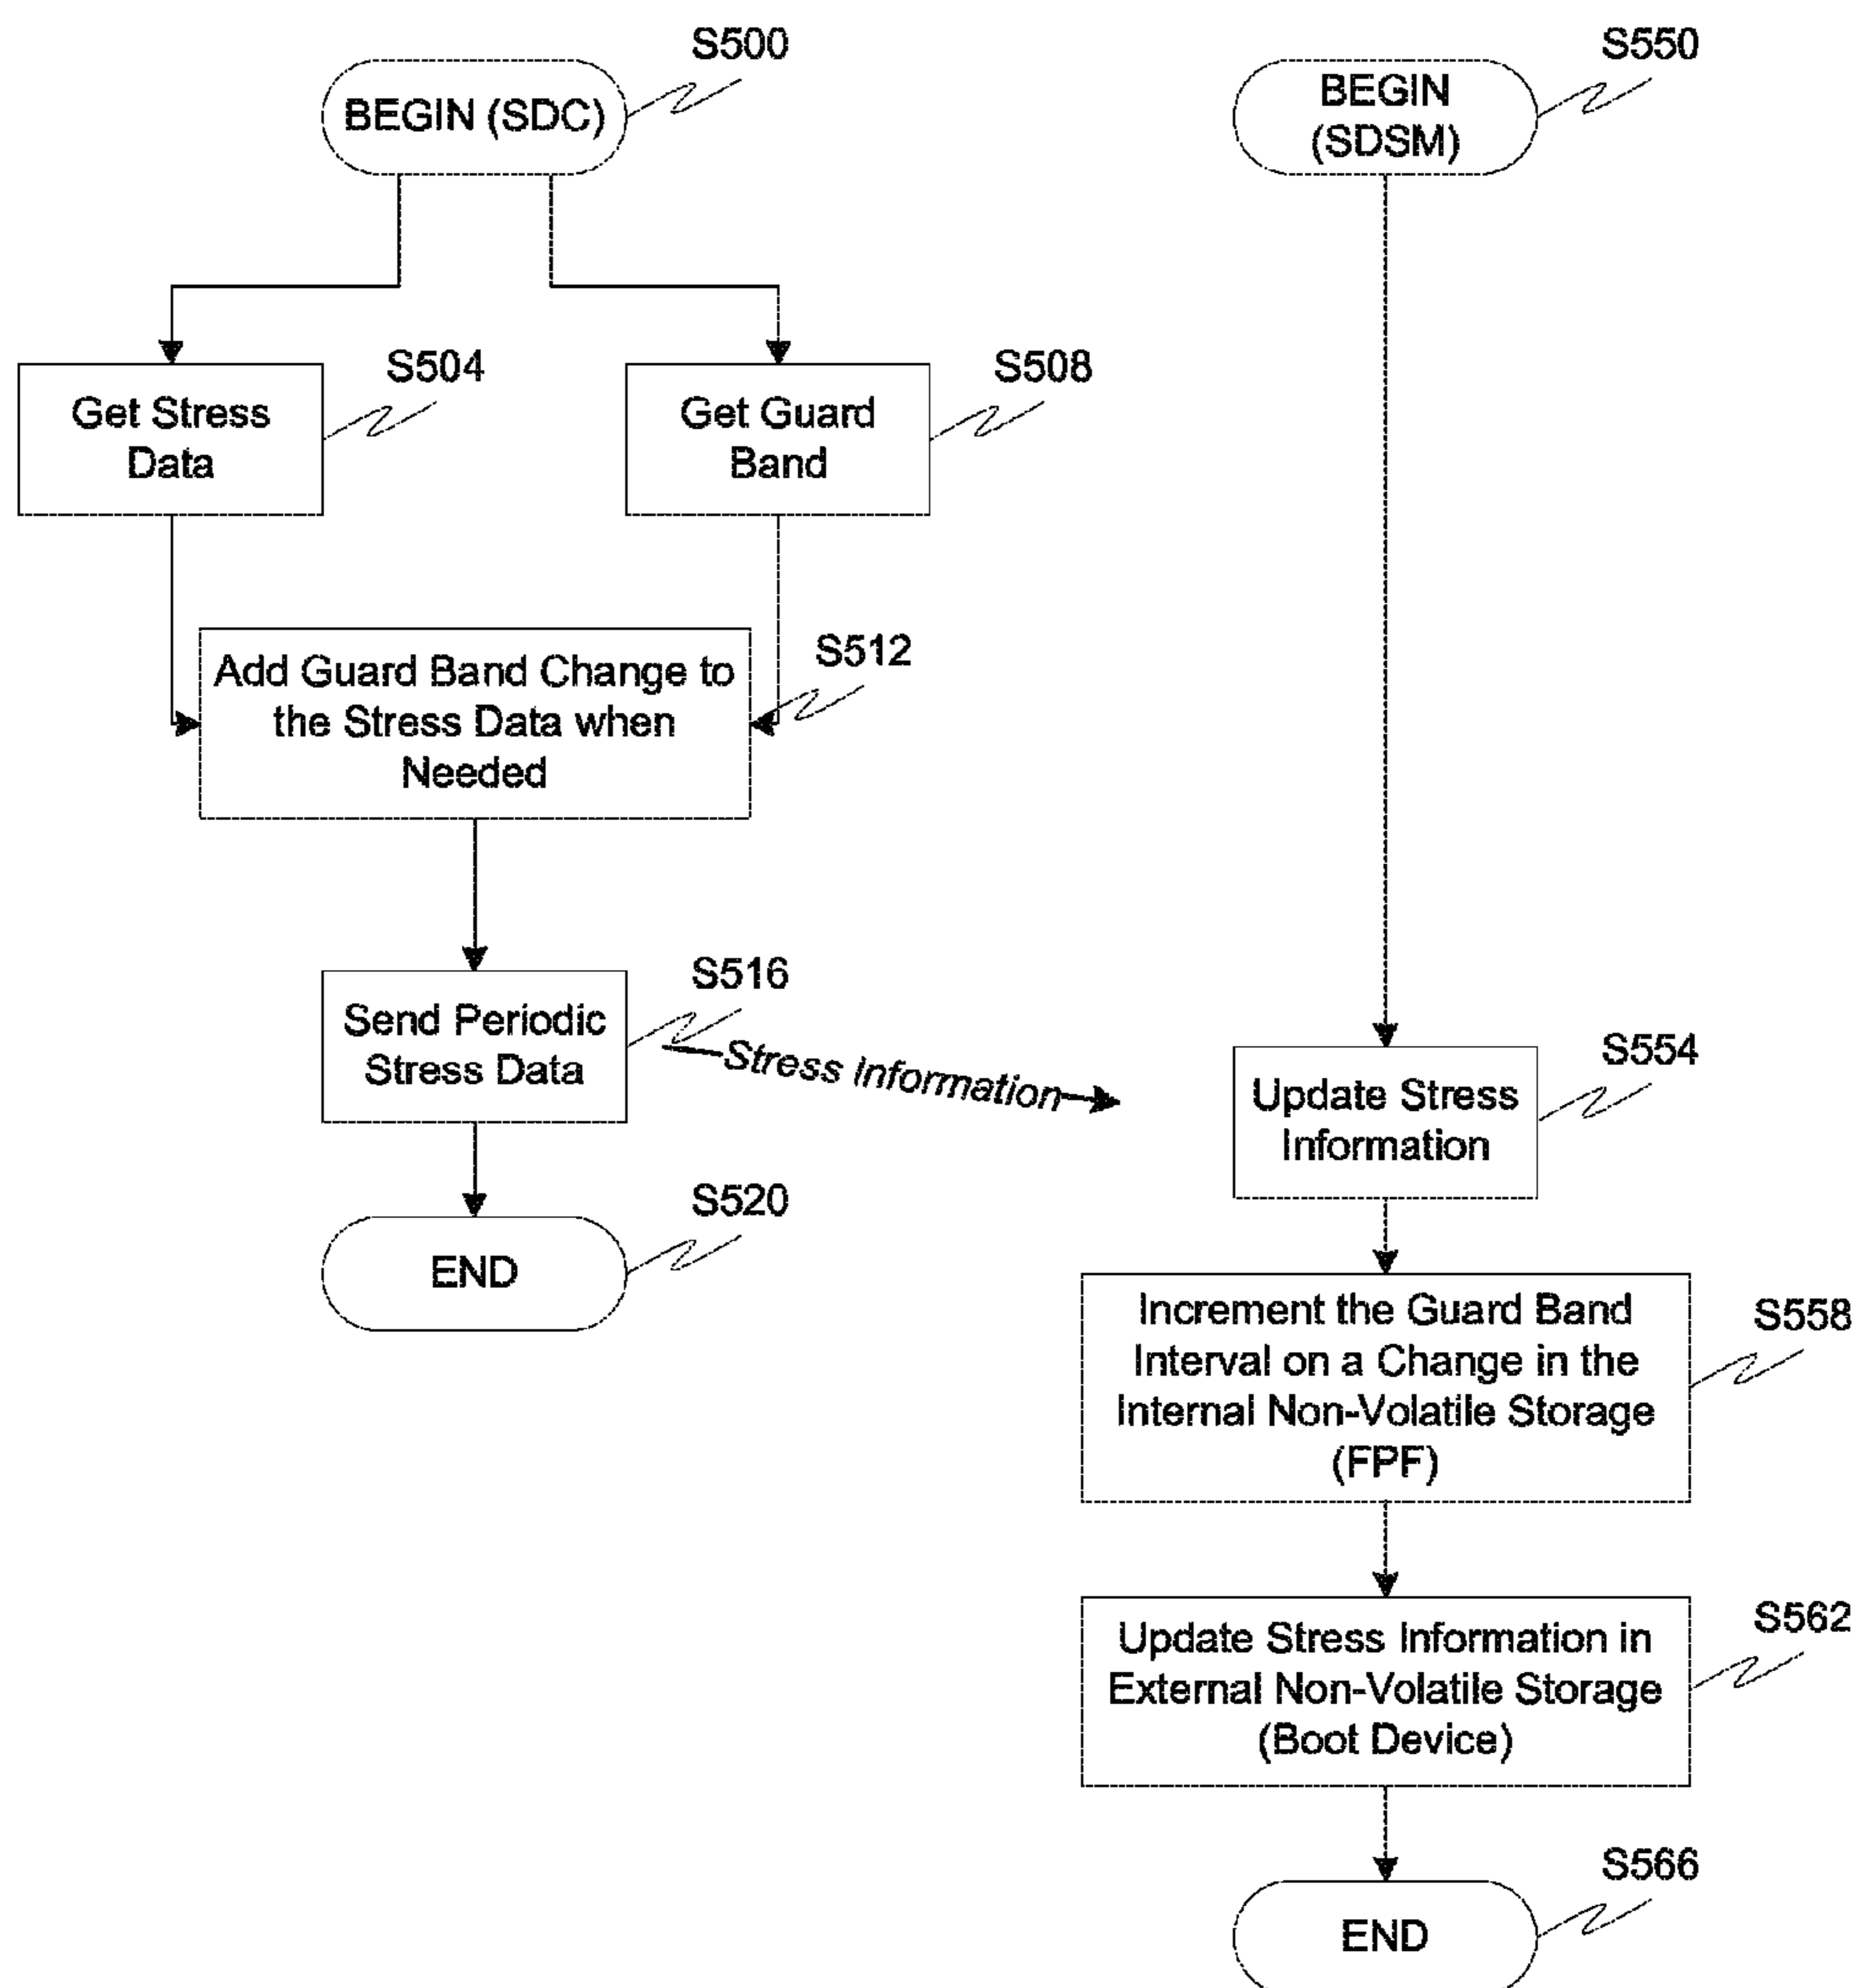 S500
BEGIN (SDC)
S504
Get Stress
Data
S508
Get Guard
Band
S512
Add Guard Band Change to
the Stress Data when
Needed
S516
Send Periodic
Stress Data
Stress Information
S520
END
S550
BEGIN
(SDSM)
S554
Update Stress
Information
S558
Increment the Guard Band
Interval on a Change in the
Internal Non-Volatile Storage
(FPF)
S562
Update Stress Information in
External Non-Volatile Storage
(Boot Device)
S566
END